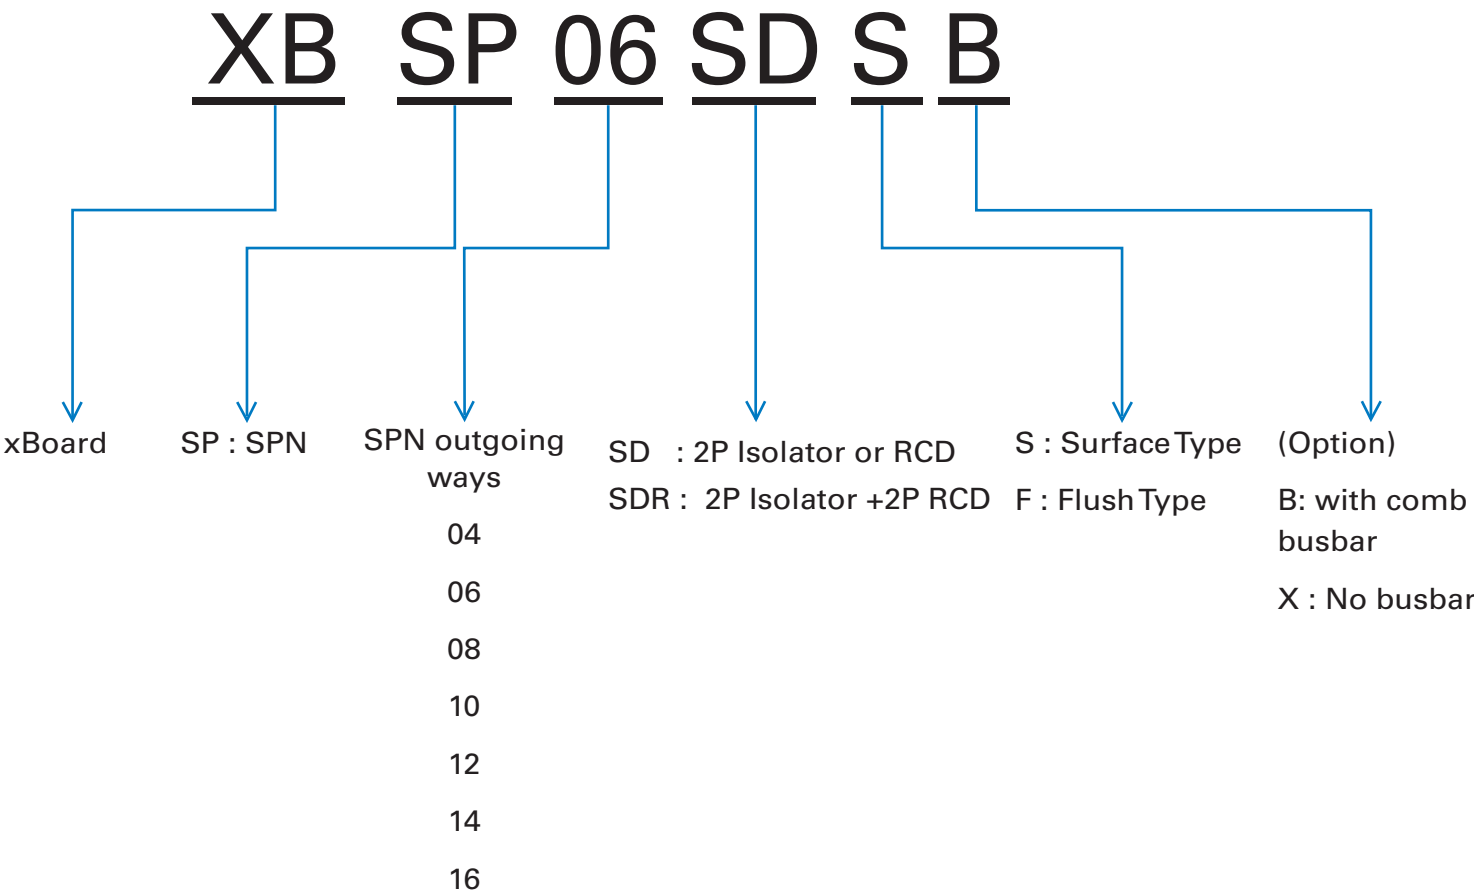 XB SP 06 SD S B
xBoard
SP : SPN
SPN outgoing
ways
04
06
08
10
12
14
16
SD : 2P Isolator or RCD
SDR : 2P Isolator +2P RCD
S : Surface Type
F : Flush Type
(Option)
B: with comb
busbar
X : No busbar